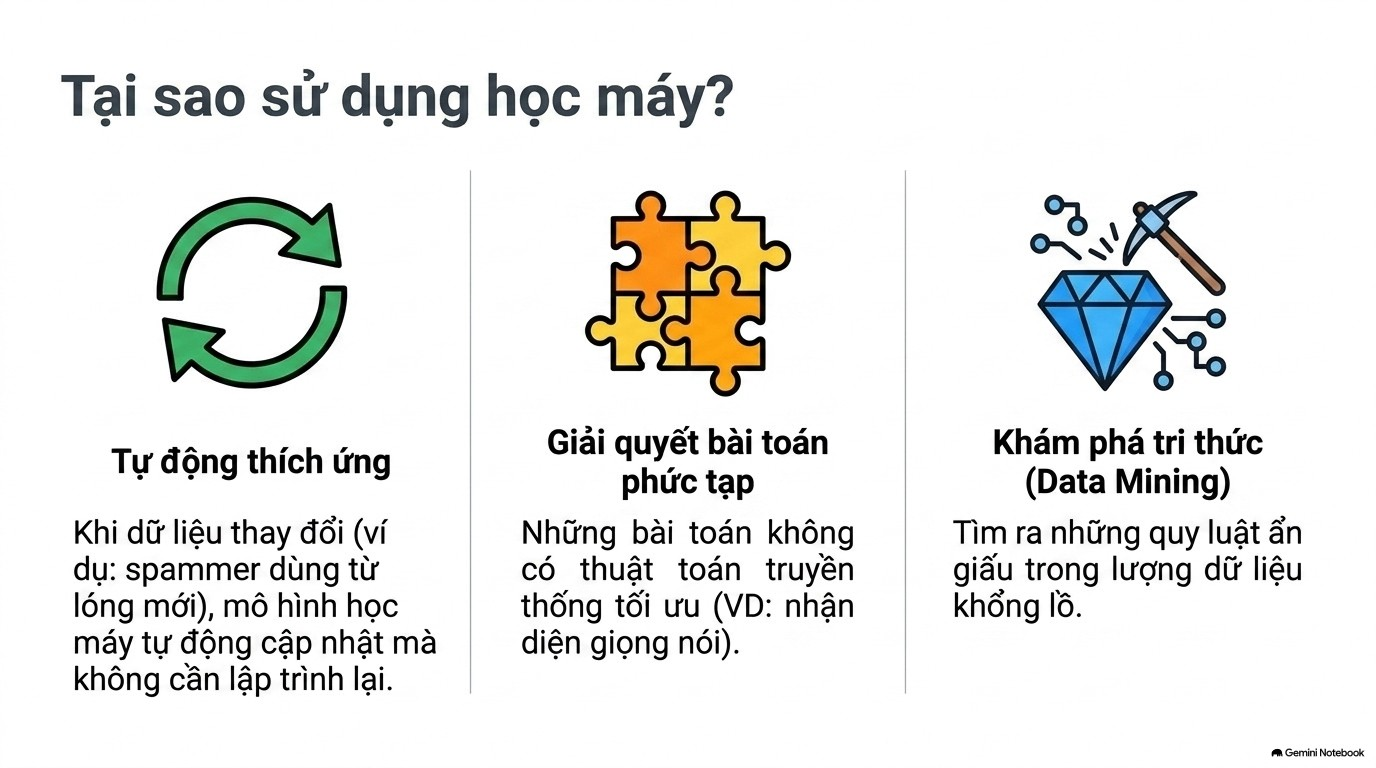 Tại sao sử dụng học máy?
Tự động thích ứng
Khi dữ liệu thay đổi (ví
dụ: spammer dùng từ
lóng mới), mô hình học
máy tự động cập nhật mà
không cần lập trình lại.
Giải quyết bài toán
phức tạp
Những bài toán không
có thuật toán truyền
thống tối ưu (VD: nhận
diện giọng nói).
Khám phá tri thức
(Data Mining)
Tìm ra những quy luật ẩn
giấu trong lượng dữ liệu
khổng lồ.
Gemini Notebook